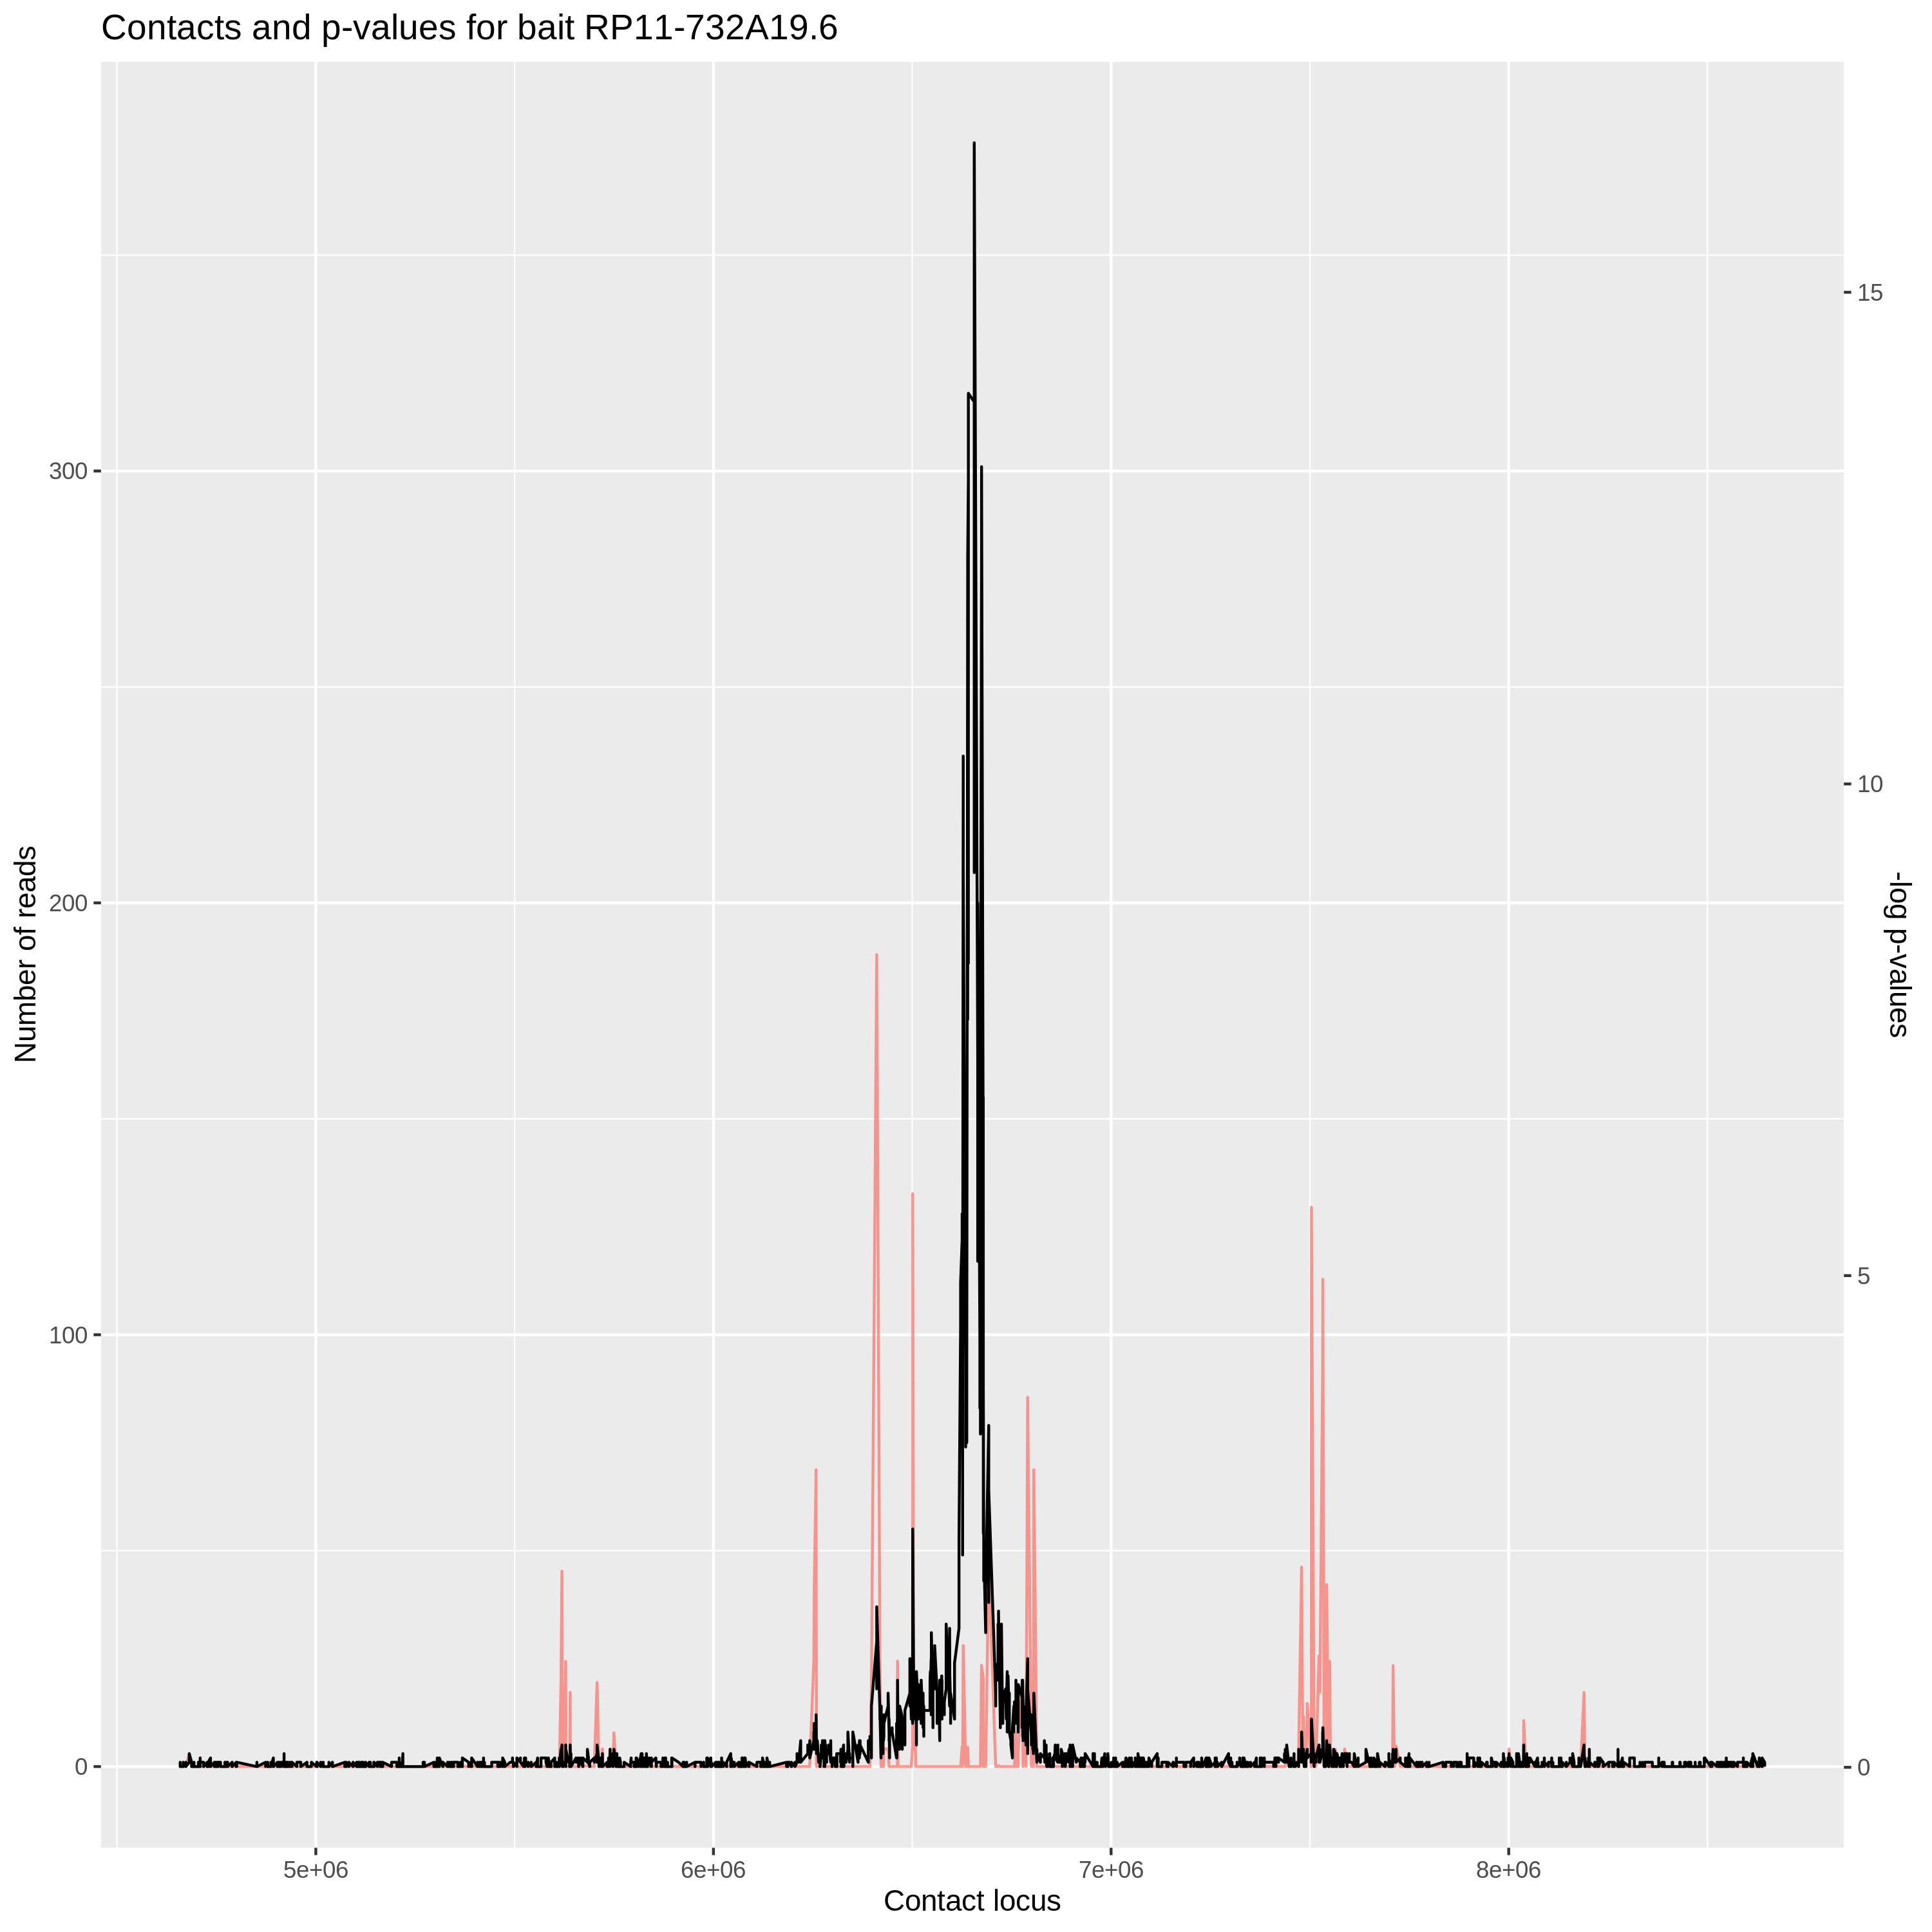 Contacts and p-values for bait RP11-732A19.6
Number of reads
300
200
100
0
15
10
5
0
-log p-values
5e+06 6e+06 7e+06 8e+06
Contact locus